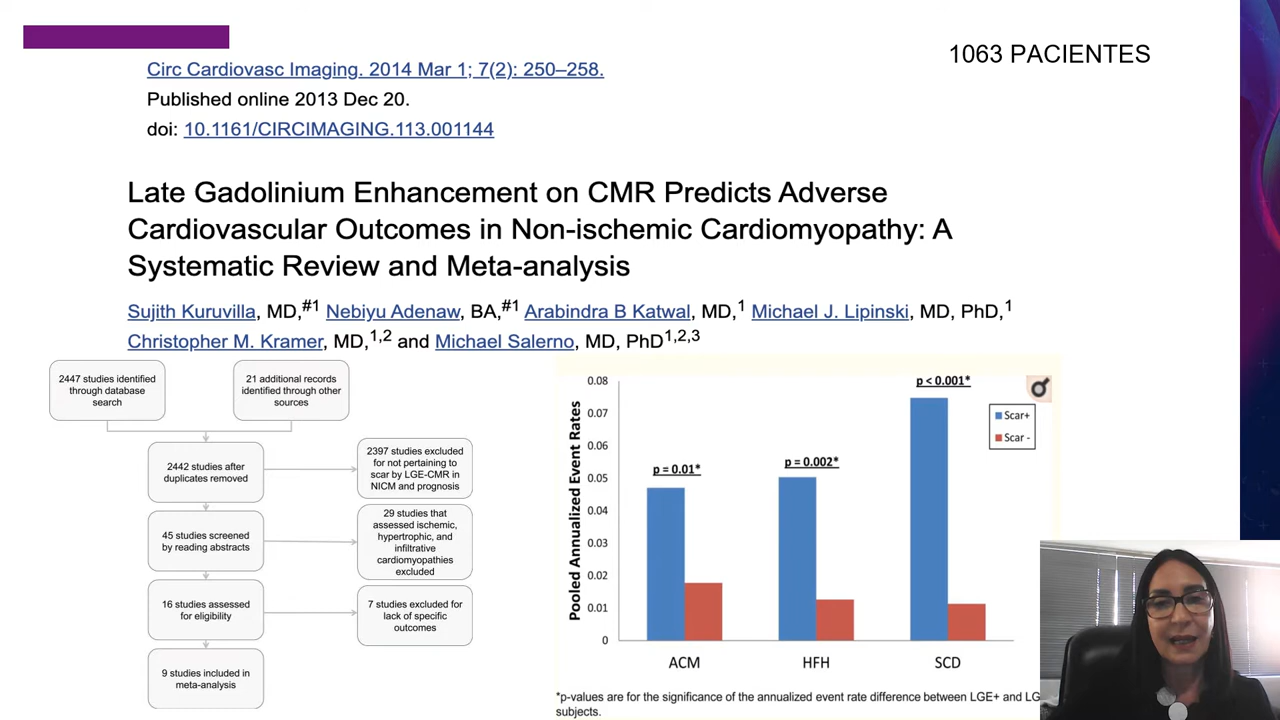 1063 PACIENTES
Circ Cardiovasc Imaging. 2014 Mar 1; 7(2): 250–258.
Published online 2013 Dec 20.
doi: 10.1161/CIRCIMAGING.113.001144
Late Gadolinium Enhancement on CMR Predicts Adverse
Cardiovascular Outcomes in Non-ischemic Cardiomyopathy: A
Systematic Review and Meta-analysis
Sujith Kuruvilla, MD,#1 Nebiyu Adenaw, BA,#1 Arabindra B Katwal, MD,1 Michael J. Lipinski, MD, PhD,1
Christopher M. Kramer, MD,1,2 and Michael Salerno, MD, PhD1,2,3
2447 studies identified
through database
search
21 additional records
identified through other
sources
2442 studies after
duplicates removed
2397 studies excluded
for not pertaining to
scar by LGE-CMR in
NICM and prognosis
45 studies screened
by reading abstracts
29 studies that
assessed ischemic,
hypertrophic, and
infiltrative
cardiomyopathies
excluded
16 studies assessed
for eligibility
7 studies excluded for
lack of specific
outcomes
9 studies included in
meta-analysis
Pooled Annualized Event Rates
0.08
0.07
0.06
0.05
0.04
0.03
0.02
0.01
0
p = 0.01*
p = 0.002*
p < 0.001*
Scar+
Scar -
ACM
HFH
SCD
*p-values are for the significance of the annualized event rate difference between LGE+ and LG
subjects.